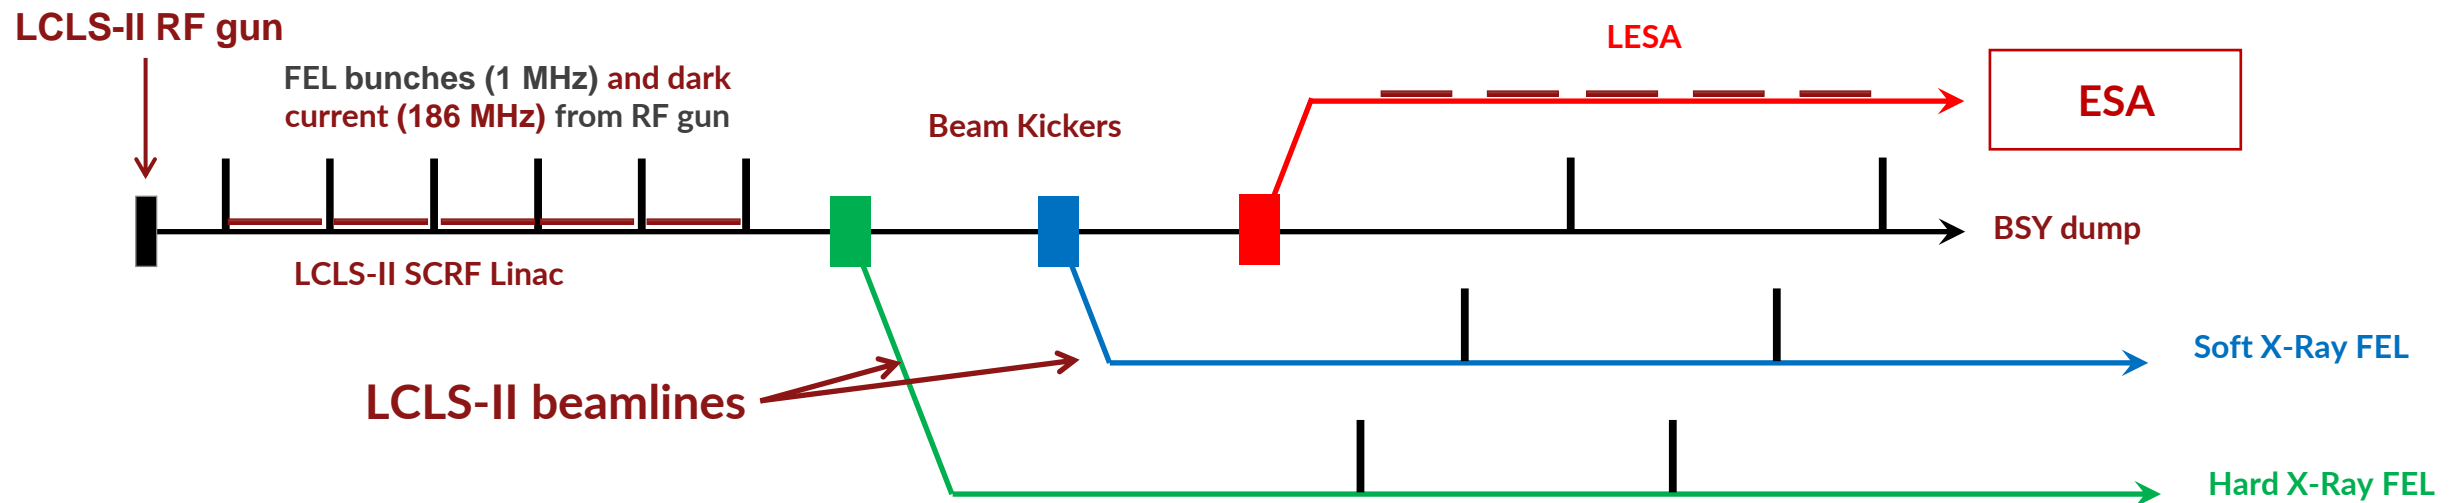 LCLS-II RF gun
FEL bunches (1 MHz) and dark
current (186 MHz) from RF gun
LCLS-II SCRF Linac
Beam Kickers
LESA
ESA
BSY dump
LCLS-II beamlines
Soft X-Ray FEL
Hard X-Ray FEL